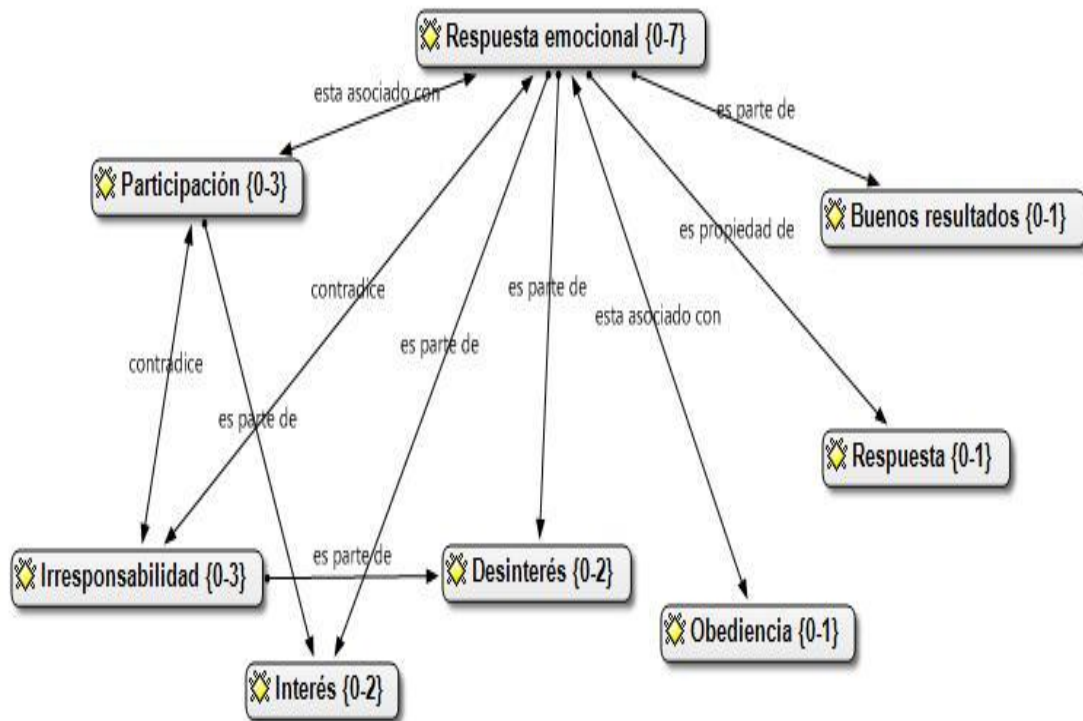 Respuesta emocional {0-7}
esta asociado con
es parte de
Participación {0-3}
Buenos resultados {0-1}
es propiedad de
contradice
es parte de
esta asociado con
es parte de
contradice
es parte de
Respuesta {0-1}
es parte de
Irresponsabilidad {0-3}
Desinterés {0-2}
Obediencia {0-1}
Interés {0-2}